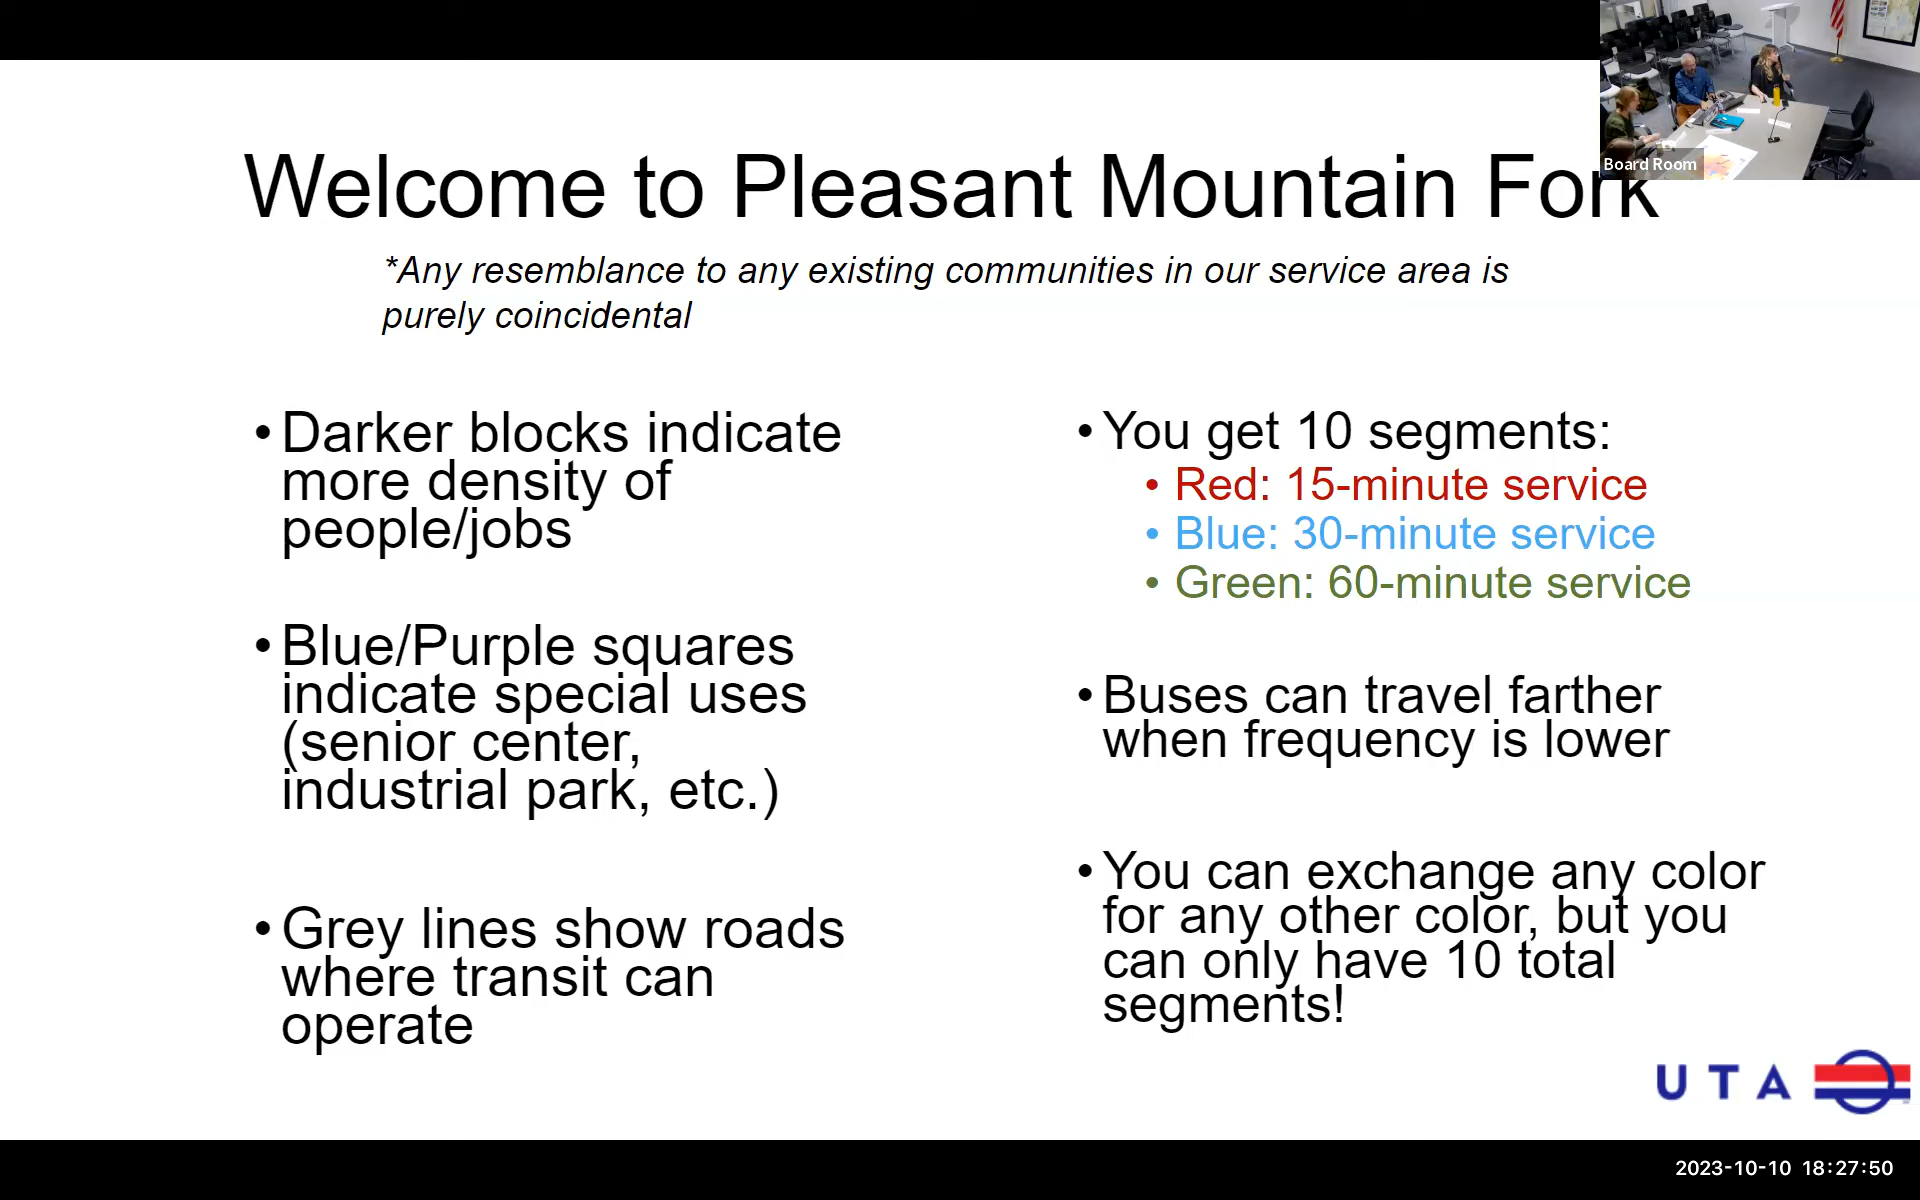 Board Room
Welcome to Pleasant Mountain Fork
*Any resemblance to any existing communities in our service area is
purely coincidental
• Darker blocks indicate
more density of
people/jobs
• Blue/Purple squares
indicate special uses
(senior center,
industrial park, etc.)
• Grey lines show roads
where transit can
operate
• You get 10 segments:
• Red: 15-minute service
• Blue: 30-minute service
• Green: 60-minute service
• Buses can travel farther
when frequency is lower
• You can exchange any color
for any other color, but you
can only have 10 total
segments!
UTA
2023-10-10 18:27:50